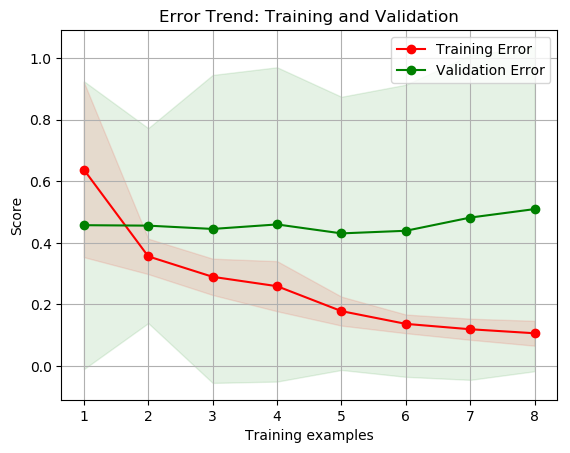 Error Trend: Training and Validation
Training Error
Validation Error
1.0
0.8
0.6
0.4
0.2
0.0
Score
1 2 3 4 5 6 7 8
Training examples